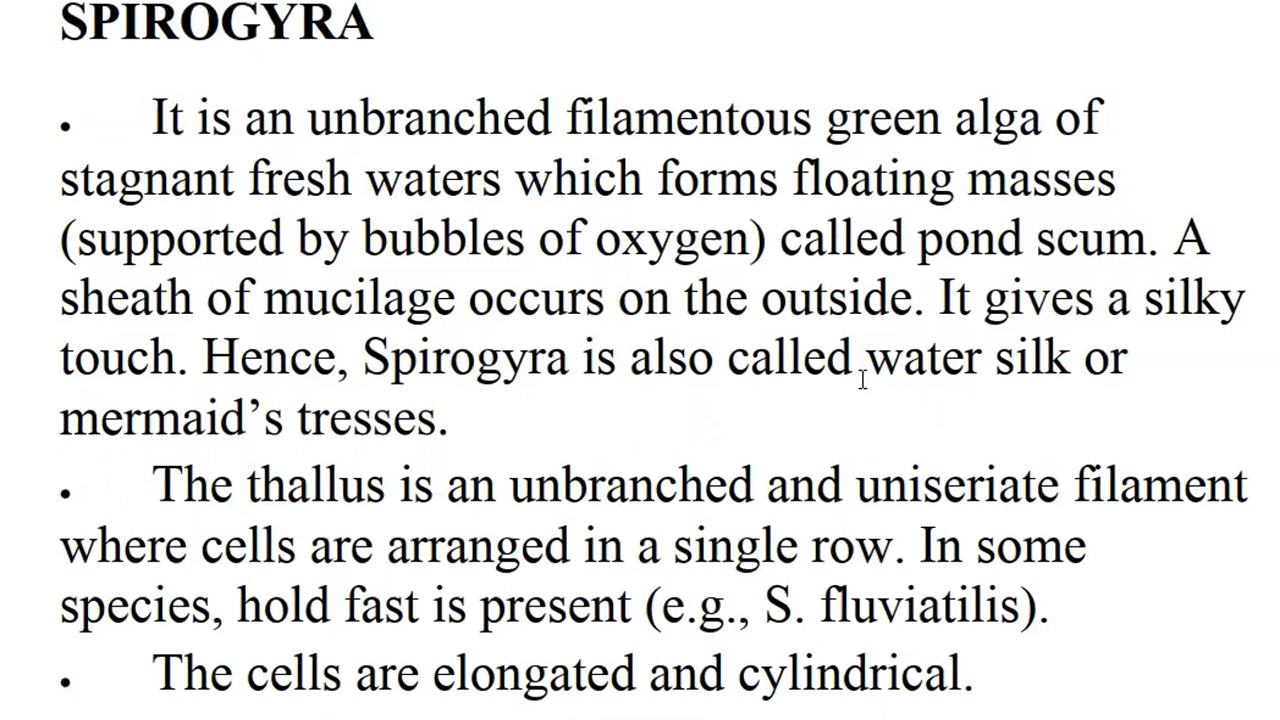 SPIROGYRA
• It is an unbranched filamentous green alga of
stagnant fresh waters which forms floating masses
(supported by bubbles of oxygen) called pond scum. A
sheath of mucilage occurs on the outside. It gives a silky
touch. Hence, Spirogyra is also called water silk or
mermaid’s tresses.
• The thallus is an unbranched and uniseriate filament
where cells are arranged in a single row. In some
species, hold fast is present (e.g., S. fluviatilis).
• The cells are elongated and cylindrical.